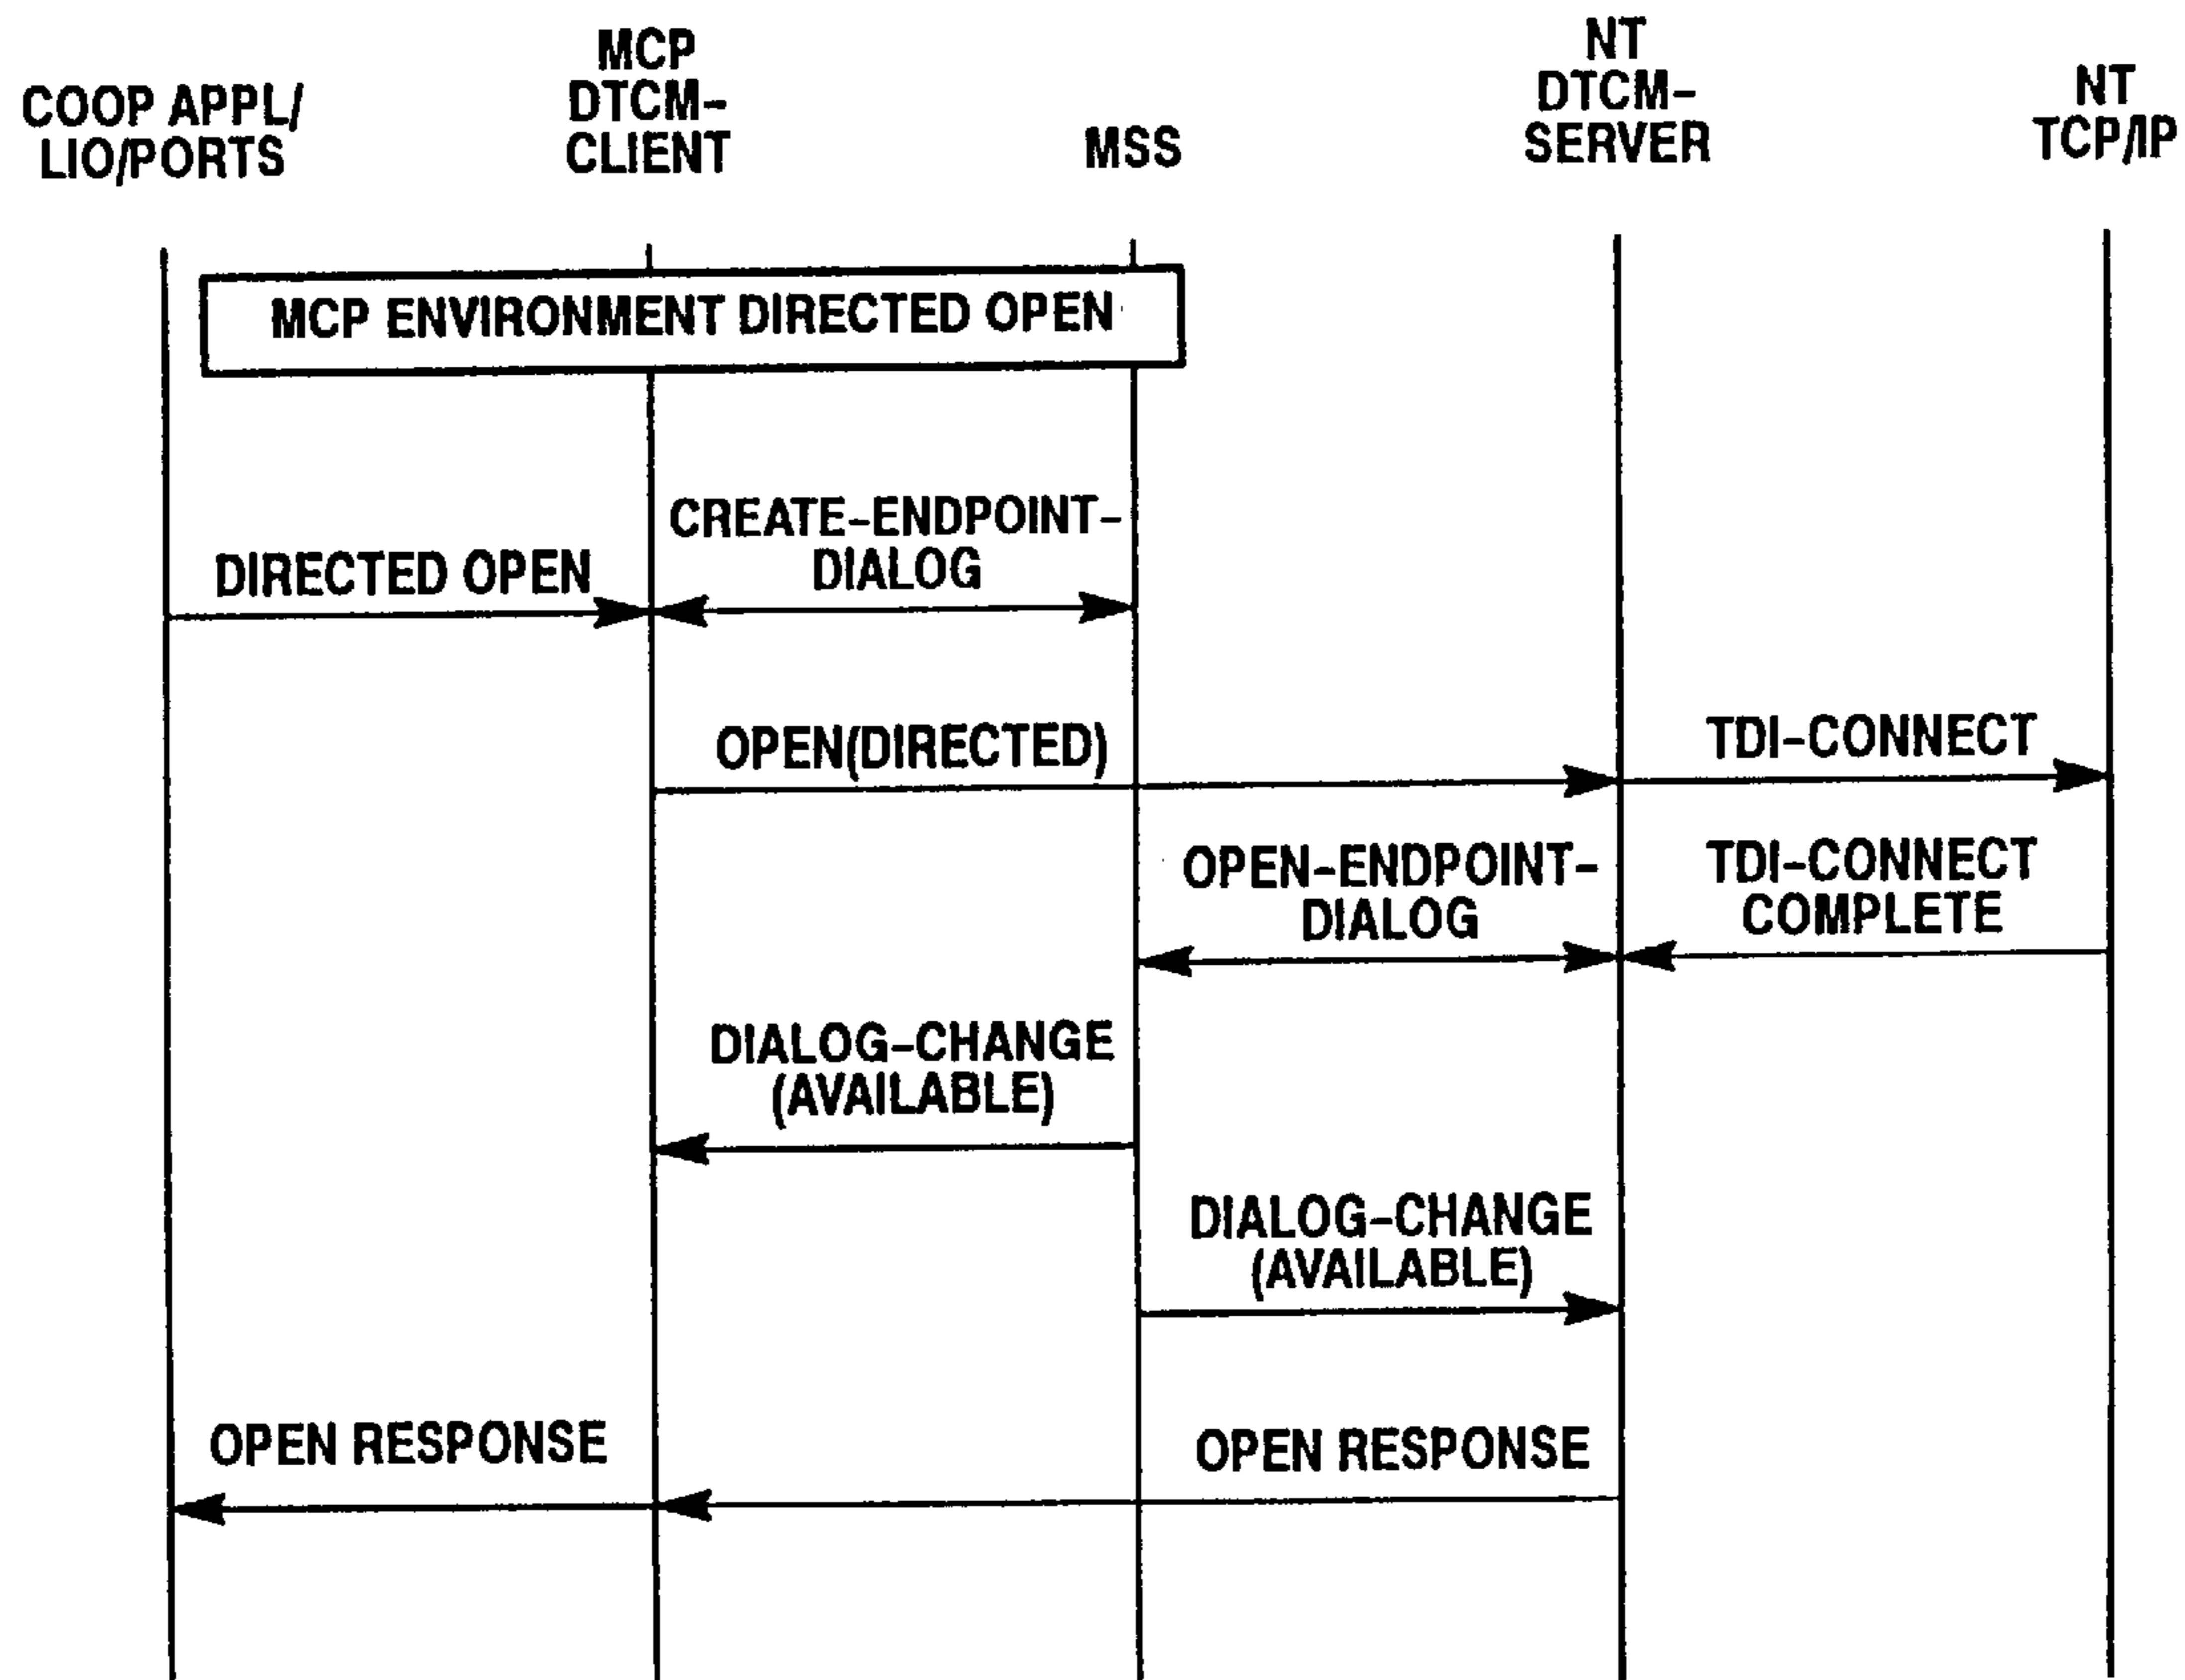 COOP APPL/
LIO/PORTS
MCP
DTCM-
CLIENT
MSS
NT
DTCM-
SERVER
NT
TCP/IP
MCP ENVIRONMENT DIRECTED OPEN
DIRECTED OPEN
CREATE-ENDPOINT-
DIALOG
OPEN(DIRECTED)
TDI-CONNECT
OPEN-ENDPOINT-
DIALOG
TDI-CONNECT
COMPLETE
DIALOG-CHANGE
(AVAILABLE)
DIALOG-CHANGE
(AVAILABLE)
OPEN RESPONSE
OPEN RESPONSE